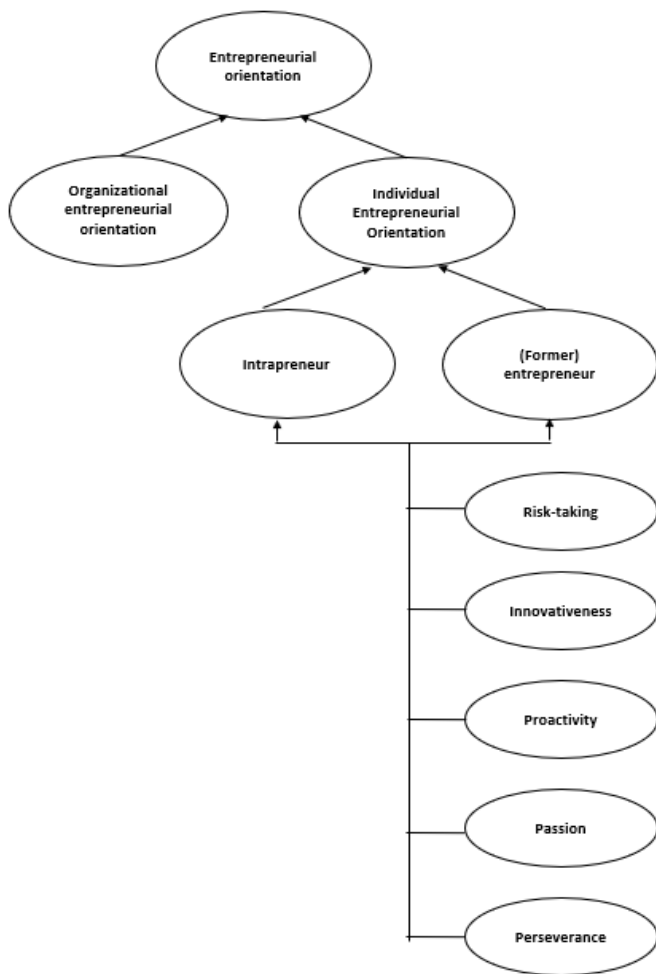 Entrepreneurial
orientation
Organizational
entrepreneurial
orientation
Individual
Entrepreneurial
Orientation
Intrapreneur
(Former)
entrepreneur
Risk-taking
Innovativeness
Proactivity
Passion
Perseverance